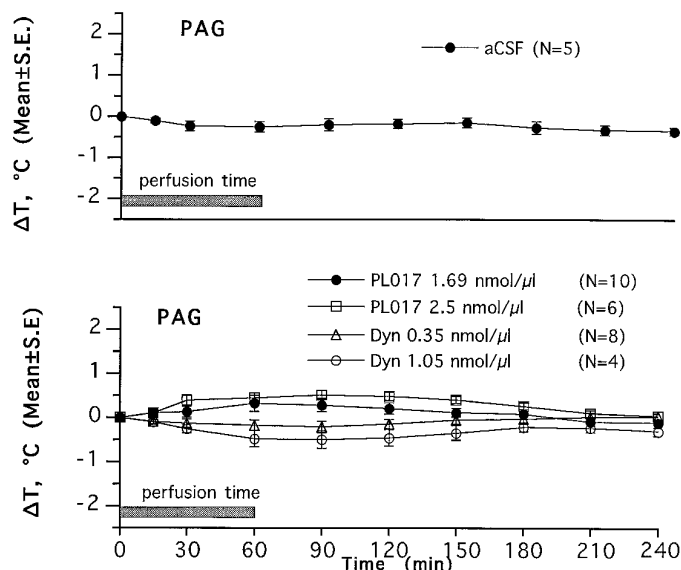 PAG
aCSF (N=5)
ΔT, °C (Mean±S.E.)
2
1
0
-1
-2
perfusion time
PL017 1.69 nmol/µl (N=10)
PL017 2.5 nmol/µl (N=6)
Dyn 0.35 nmol/µl (N=8)
Dyn 1.05 nmol/µl (N=4)
PAG
ΔT, °C (Mean±S.E)
2
1
0
-1
-2
perfusion time
0 30 60 90 120 150 180 210 240
Time (min)